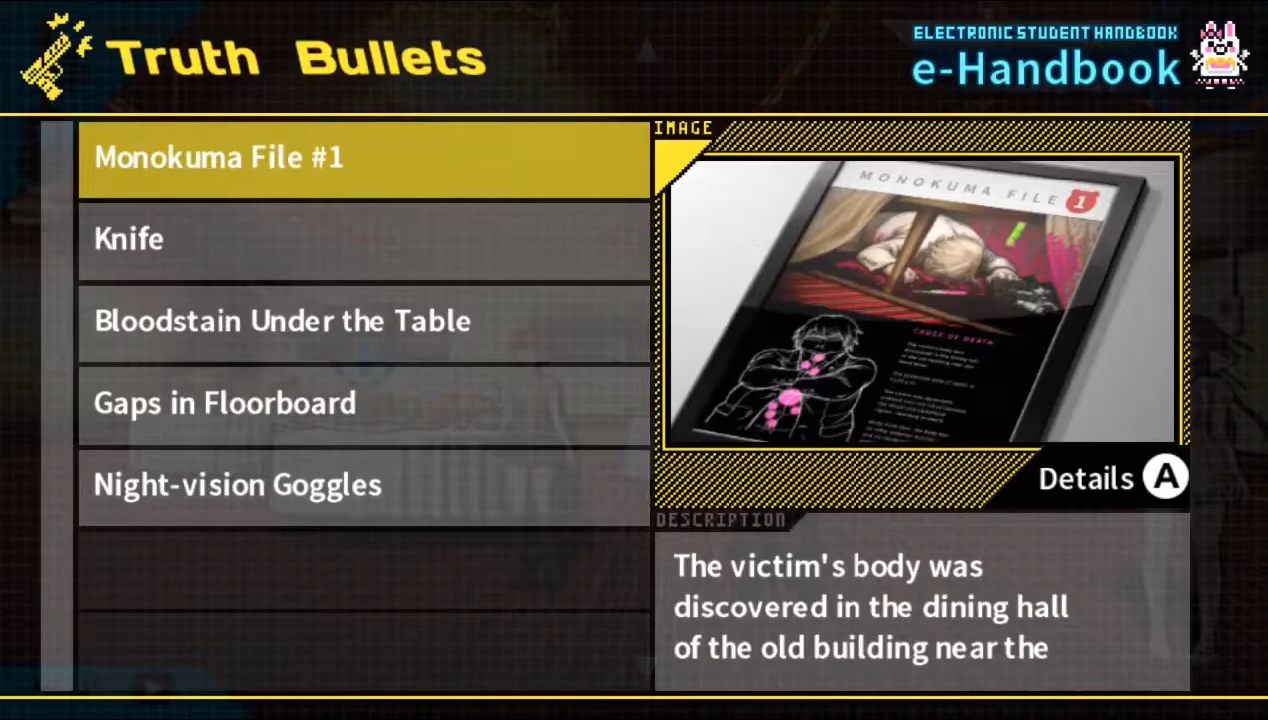 Truth Bullets
ELECTRONIC STUDENT HANDBOOK
e-Handbook
Monokuma File #1
Knife
Bloodstain Under the Table
Gaps in Floorboard
Night-vision Goggles
IMAGE
MONOKUMA FILE 1
CAUSE OF DEATH
Details A
DESCRIPTION
The victim's body was
discovered in the dining hall
of the old building near the